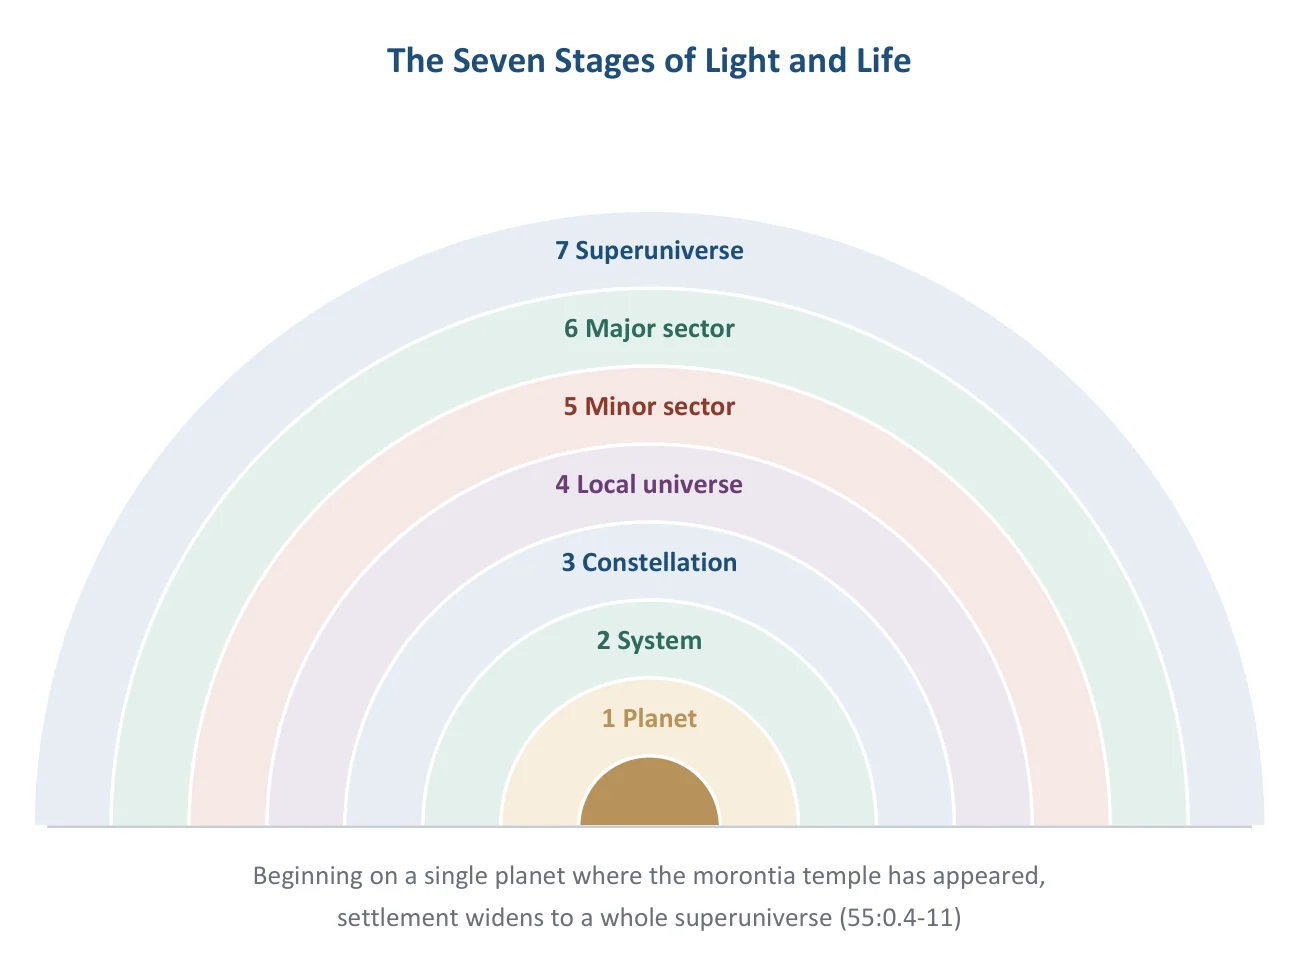 The Seven Stages of Light and Life
7 Superuniverse
6 Major sector
5 Minor sector
4 Local universe
3 Constellation
2 System
1 Planet
Beginning on a single planet where the morontia temple has appeared,
settlement widens to a whole superuniverse (55:0.4-11)